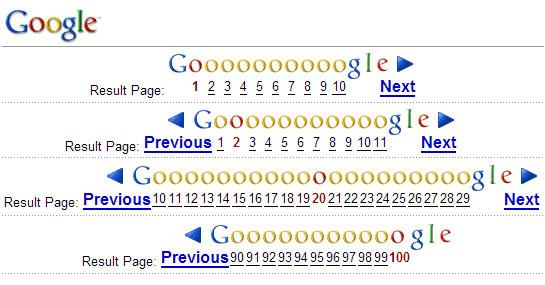 Google™
Goooooooooogle
Result Page: 1 2 3 4 5 6 7 8 9 10 Next
Gooooooooooogle
Result Page: Previous 1 2 3 4 5 6 7 8 9 10 11 Next
Goooooooooooooooooooogle
Result Page: Previous 10 11 12 13 14 15 16 17 18 19 20 21 22 23 24 25 26 27 28 29 Next
Gooooooooooogle
Result Page: Previous 90 91 92 93 94 95 96 97 98 99 100